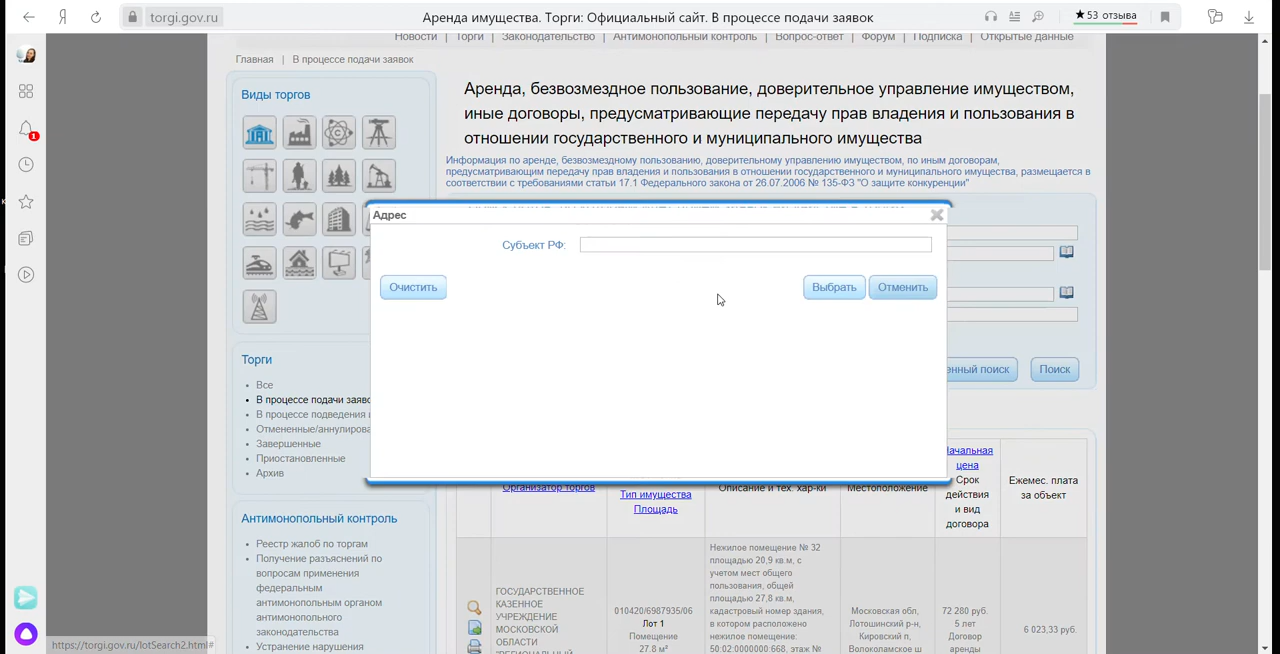 torgi.gov.ru
Аренда имущества. Торги: Официальный сайт. В процессе подачи заявок
★53 отзыва
Новости | Торги | Законодательство | Антимонопольный контроль | Вопрос-ответ | Форум | Подписка | Открытые данные
Главная | В процессе подачи заявок
Виды торгов
1
Аренда, безвозмездное пользование, доверительное управление имуществом,
иные договоры, предусматривающие передачу прав владения и пользования в
отношении государственного и муниципального имущества
Информация по аренде, безвозмездному пользованию, доверительному управлению имуществом, по иным договорам,
предусматривающим передачу прав владения и пользования в отношении государственного и муниципального имущества, размещается в
соответствии с требованиями статьи 17.1 Федерального закона от 26.07.2006 № 135-ФЗ "О защите конкуренции"
Адрес
Субъект РФ:
Очистить
Выбрать
Отменить
енный поиск
Поиск
Торги
Все
В процессе подачи заяво
В процессе подведения
Отмененные/аннулирова
Завершенные
Приостановленные
Архив
Антимонопольный контроль
Реестр жалоб по торгам
Получение разъяснений по
вопросам применения
федеральным
антимонопольным органом
антимонопольного
законодательства
Устранение нарушения
Организатор торгов
Тип имущества
Площадь
Описание и тех. хар-ки
Местоположение
Начальная
цена
Срок
действия
и вид
договора
Ежемес. плата
за объект
ГОСУДАРСТВЕННОЕ
КАЗЕННОЕ
УЧРЕЖДЕНИЕ
МОСКОВСКОЙ
ОБЛАСТИ
"РЕГИОНАЛЬНЫЙ
010420/6987935/06
Лот 1
Помещение
27.8 м²
Нежилое помещение № 32
площадью 20,9 кв.м, с
учетом мест общего
пользования, общей
площадью 27,8 кв.м,
кадастровый номер здания,
в котором расположено
нежилое помещение:
50:02:0000000:668, этаж №
Московская обл,
Лотошинский р-н,
Кировский п,
Волоколамское ш
72 280 руб.
5 лет
Договор
аренды
6 023,33 руб.
https://torgi.gov.ru/lotSearch2.html#